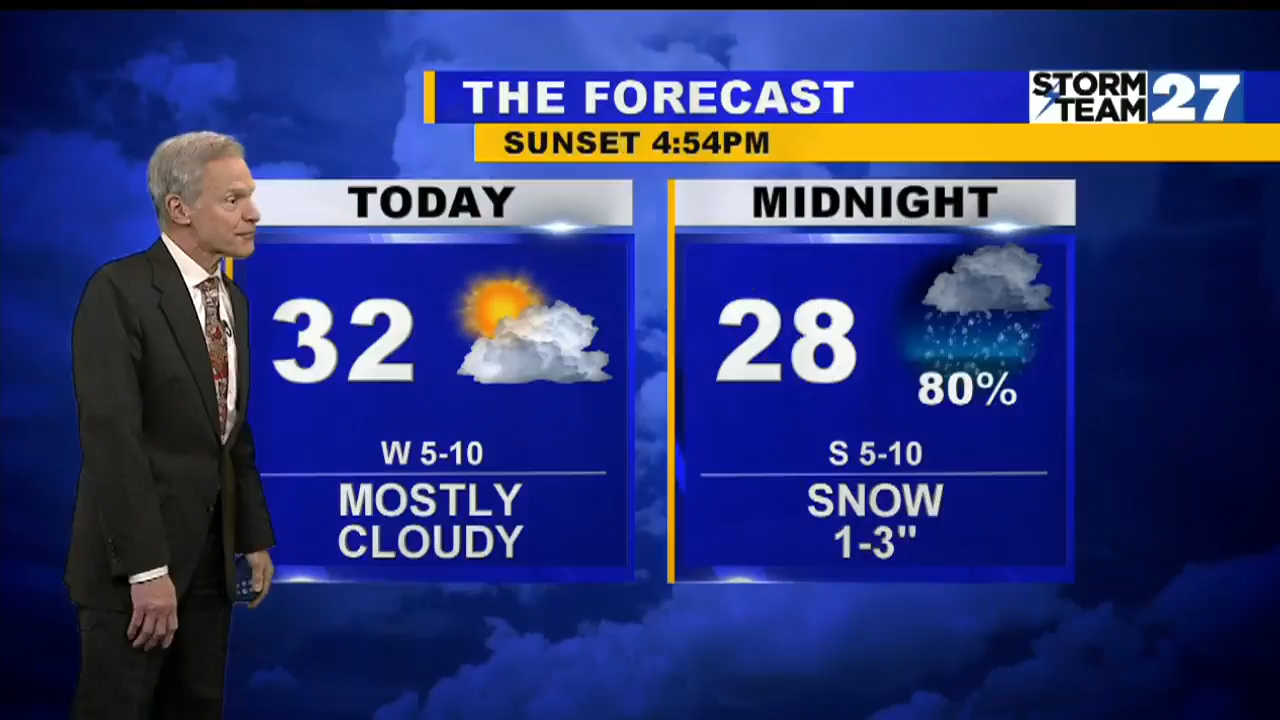 THE FORECAST
STORM TEAM 27
SUNSET 4:54PM
TODAY
32
W 5-10
MOSTLY
CLOUDY
MIDNIGHT
28
80%
S 5-10
SNOW
1-3"